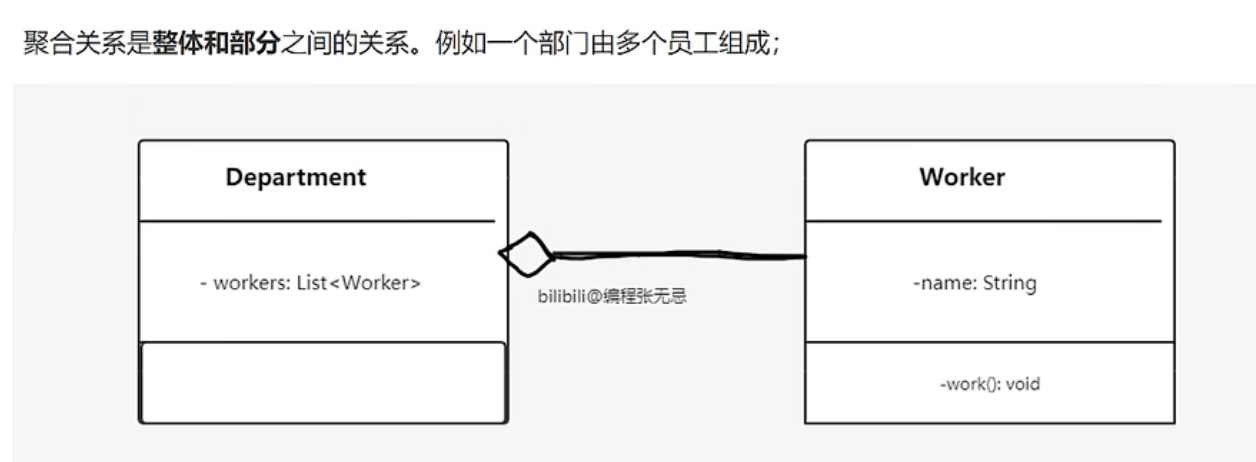 聚合关系是整体和部分之间的关系。例如一个部门由多个员工组成；
Department
- workers: List<Worker>
bilibili@编程张无忌
Worker
-name: String
-work(): void